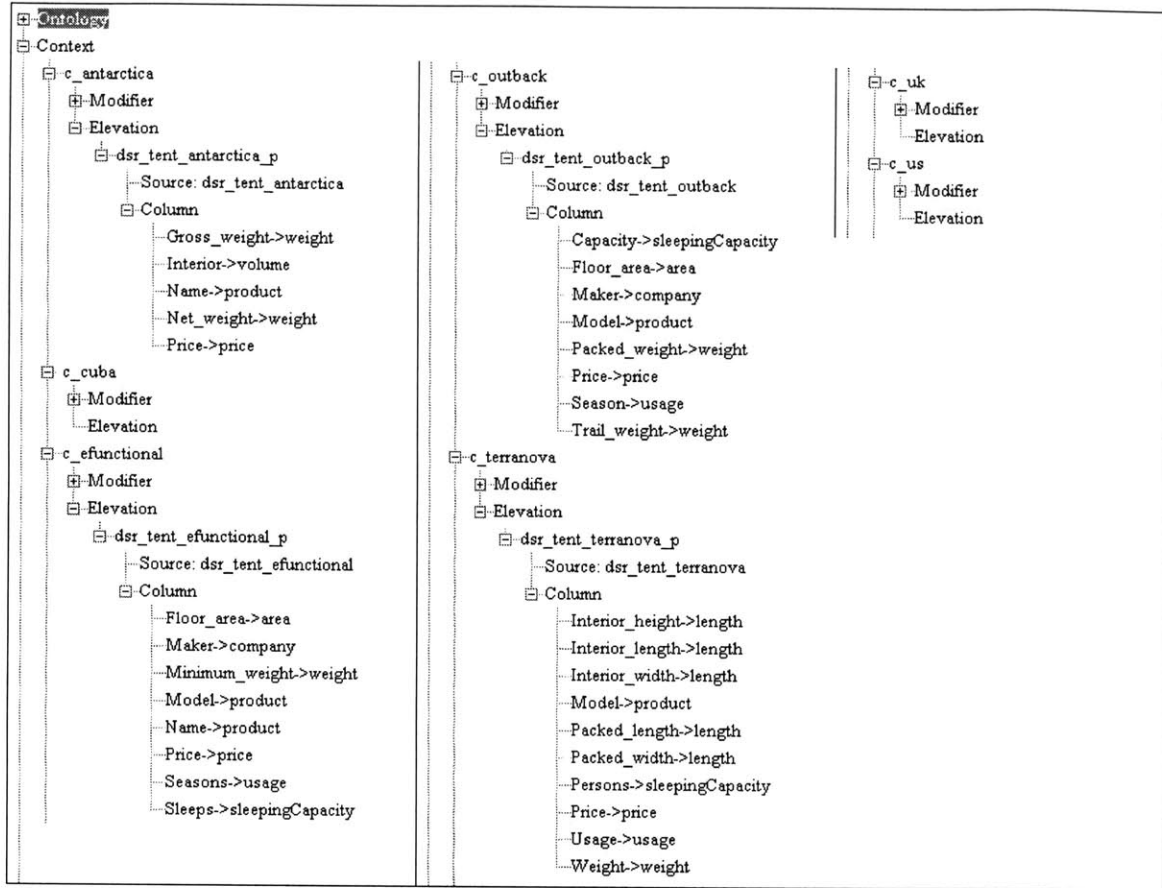 Ontology
Context
c_antarctica
Modifier
Elevation
dsr_tent_antarctica_p
Source: dsr_tent_antarctica
Column
Gross_weight->weight
Interior->volume
Name->product
Net_weight->weight
Price->price
c_cuba
Modifier
Elevation
c_efunctional
Modifier
Elevation
dsr_tent_efunctional_p
Source: dsr_tent_efunctional
Column
Floor_area->area
Maker->company
Minimum_weight->weight
Model->product
Name->product
Price->price
Seasons->usage
Sleeps->sleepingCapacity
c_outback
Modifier
Elevation
dsr_tent_outback_p
Source: dsr_tent_outback
Column
Capacity->sleepingCapacity
Floor_area->area
Maker->company
Model->product
Packed_weight->weight
Price->price
Season->usage
Trail_weight->weight
c_terranova
Modifier
Elevation
dsr_tent_terranova_p
Source: dsr_tent_terranova
Column
Interior_height->length
Interior_length->length
Interior_width->length
Model->product
Packed_length->length
Packed_width->length
Persons->sleepingCapacity
Price->price
Usage->usage
Weight->weight
c_uk
Modifier
Elevation
c_us
Modifier
Elevation